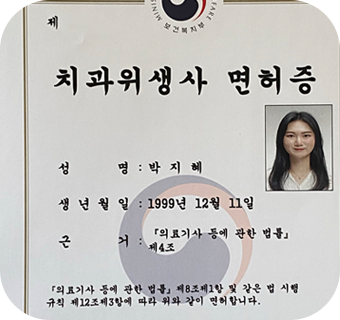 보건복지부
제
치과위생사 면허증
성 명 : 박 지 혜
생 년 월 일 : 1999년 12월 11일
근 거 : 「의료기사 등에 관한 법률」
제4조
「의료기사 등에 관한 법률」 제8조제1항 및 같은 법 시행
규칙 제12조제3항에 따라 위와 같이 면허합니다.